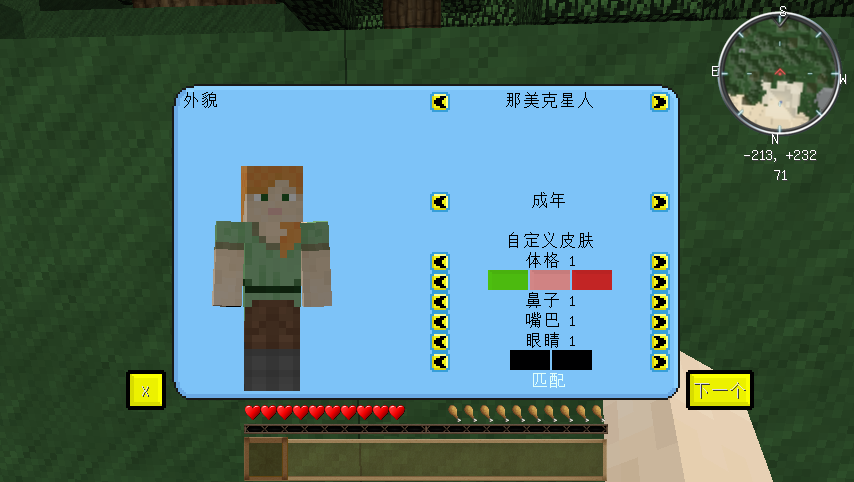 S
E
W
N
-213, +232
71
外貌
那美克星人
成年
自定义皮肤
体格 1
鼻子 1
嘴巴 1
眼睛 1
匹配
X
下一个